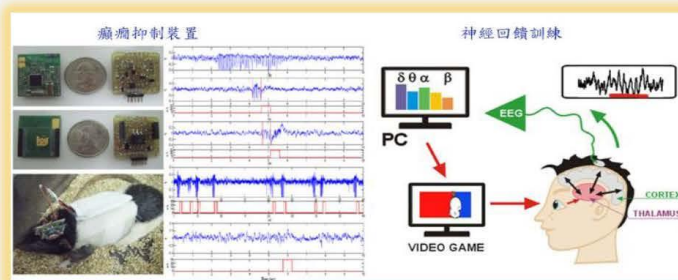 癲癇抑制裝置
神經回饋訓練
δ θ α β
EEG
PC
CORTEX
THALAMUS
VIDEO GAME